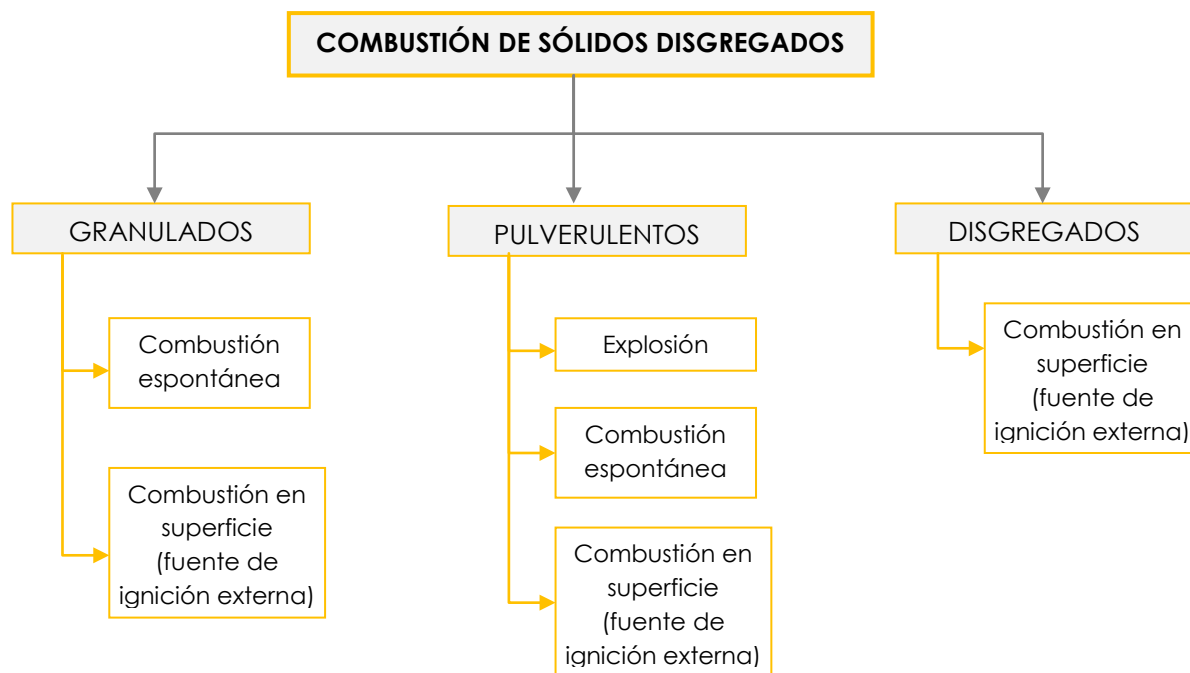 COMBUSTIÓN DE SÓLIDOS DISGREGADOS
GRANULADOS
Combustión
espontánea
Combustión en
superficie
(fuente de
ignición externa)
PULVERULENTOS
Explosión
Combustión
espontánea
Combustión en
superficie
(fuente de
ignición externa)
DISGREGADOS
Combustión en
superficie
(fuente de
ignición externa)